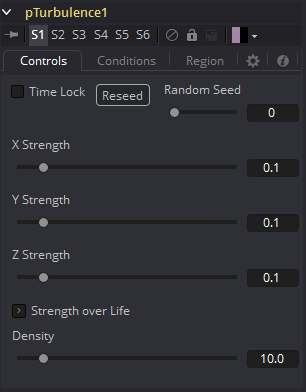 pTurbulence1
S1 S2 S3 S4 S5 S6
Controls Conditions Region
Time Lock Reseed Random Seed
0
X Strength
0.1
Y Strength
0.1
Z Strength
0.1
Strength over Life
Density
10.0